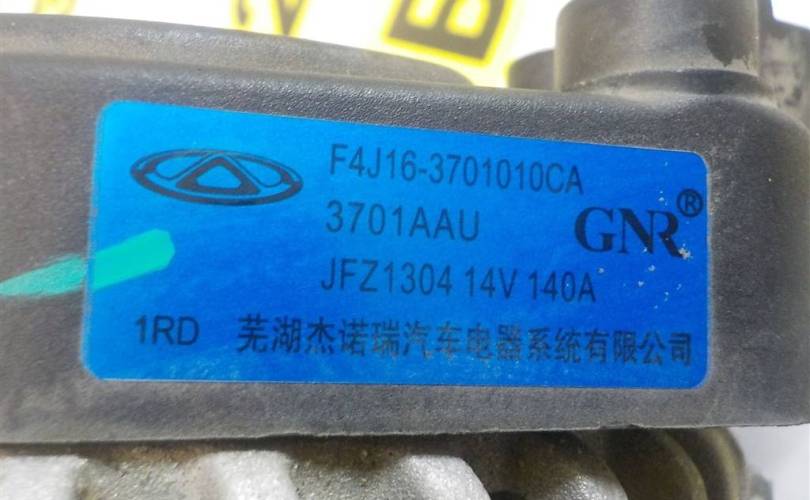 F4J16-3701010CA
3701AAU
GNR®
JFZ1304 14V 140A
1RD 芜湖杰诺瑞汽车电器系统有限公司